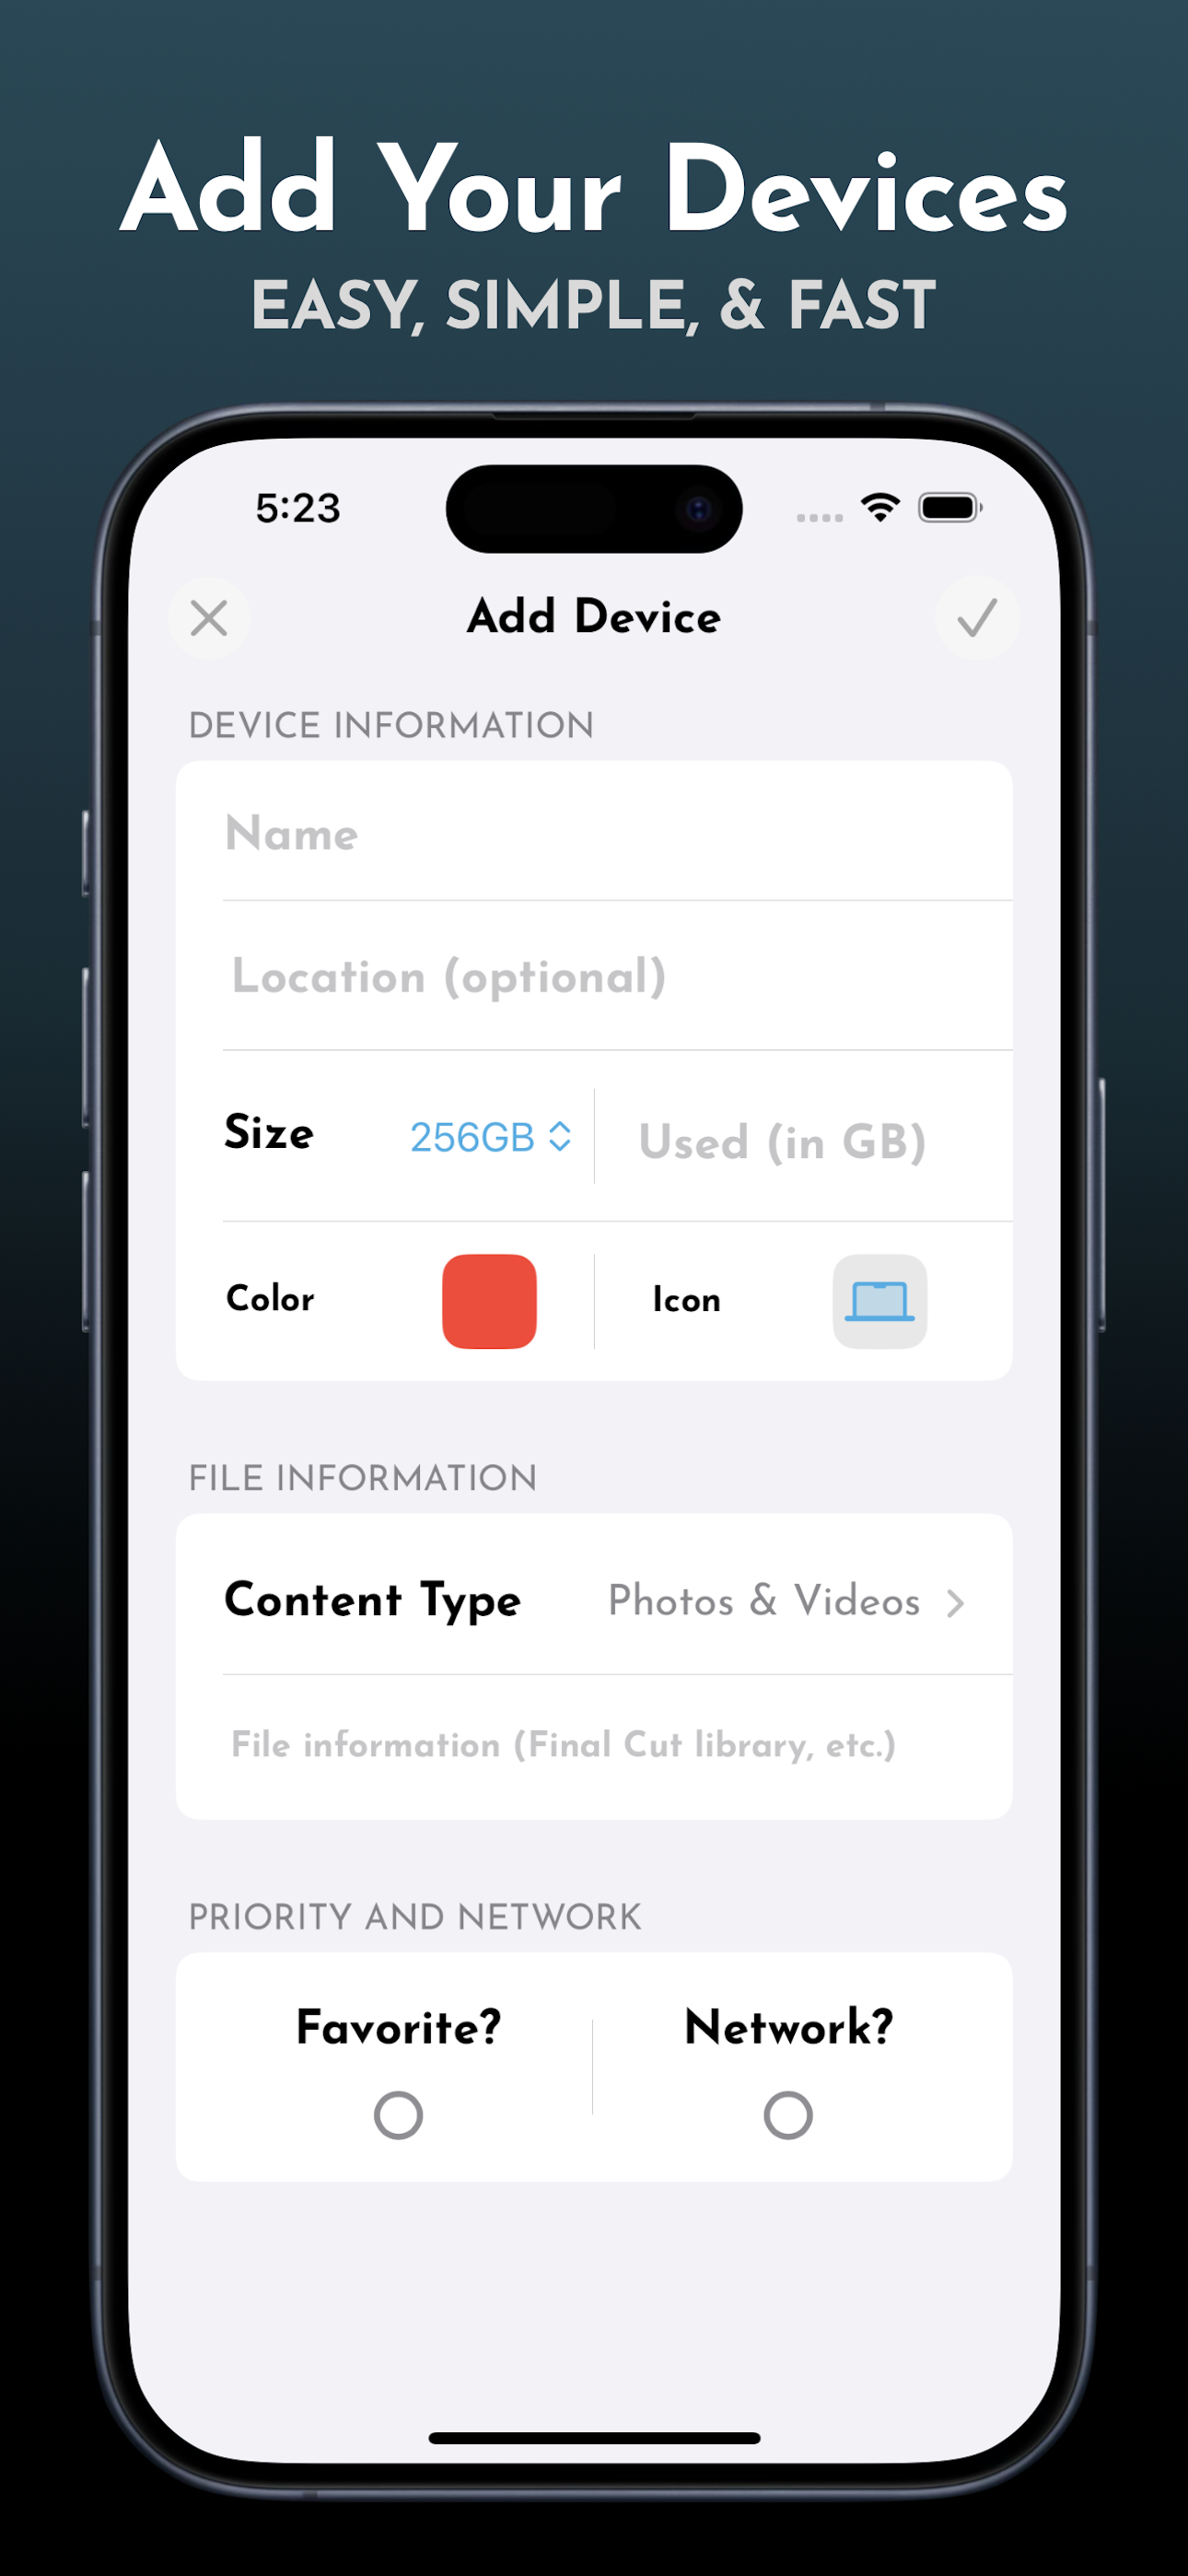 Add Your Devices
EASY, SIMPLE, & FAST
5:23
Add Device
DEVICE INFORMATION
Name
Location (optional)
Size 256GB Used (in GB)
Color Icon
FILE INFORMATION
Content Type Photos & Videos
File information (Final Cut library, etc.)
PRIORITY AND NETWORK
Favorite? Network?